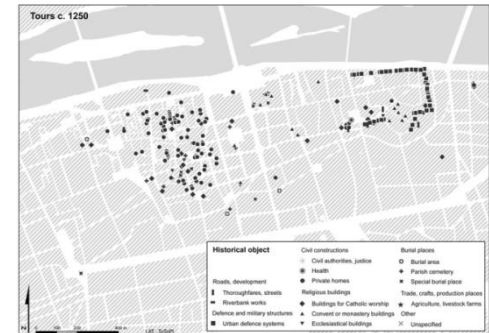 Tours c. 1250
Historical object
Roads, development
Thoroughfares, streets
Riverbank works
Defence and military structures
Urban defence systems
Civil constructions
Civil authorities, justice
Health
Private homes
Religious buildings
Buildings for Catholic worship
Convent or monastery buildings
Ecclesiastical buildings
Burial places
Burial area
Parish cemetery
Special burial place
Trade, crafts, production places
Agriculture, livestock farms
Other
Unspecified